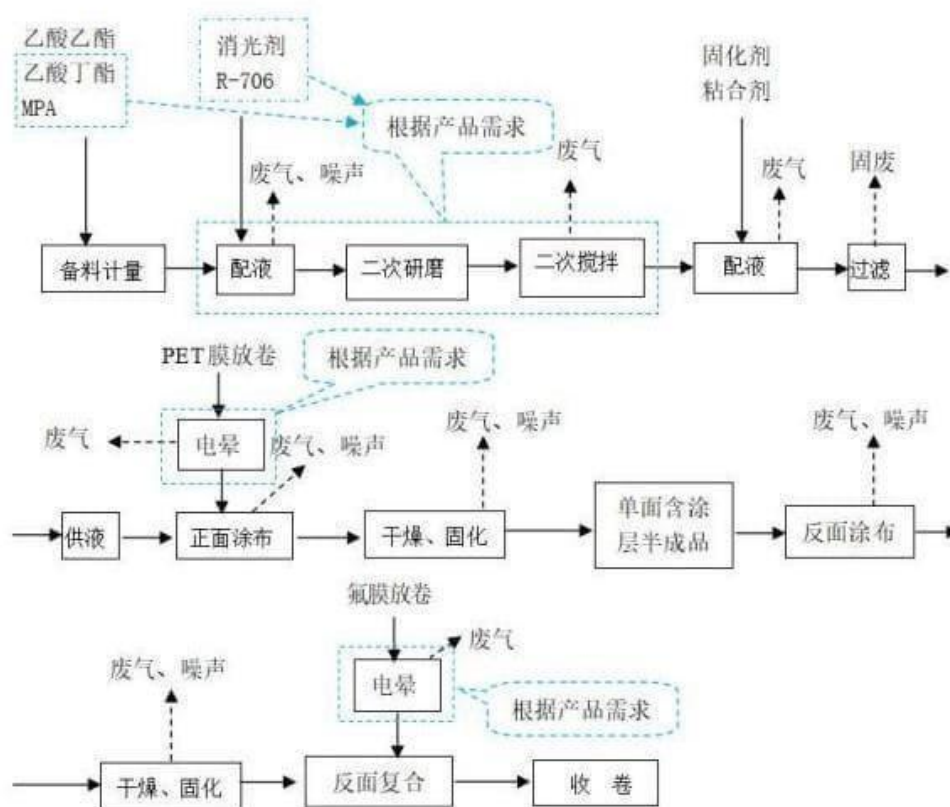 乙酸乙酯
乙酸丁酯
MPA
消光剂
R-706
根据产品需求
固化剂
粘合剂
废气、噪声
废气
废气
固废
备料计量
配液
二次研磨
二次搅拌
配液
过滤
PET膜放卷
根据产品需求
废气
电晕
废气、噪声
废气、噪声
废气、噪声
供液
正面涂布
干燥、固化
单面含涂
层半成品
反面涂布
氟膜放卷
废气、噪声
废气
电晕
根据产品需求
干燥、固化
反面复合
收卷